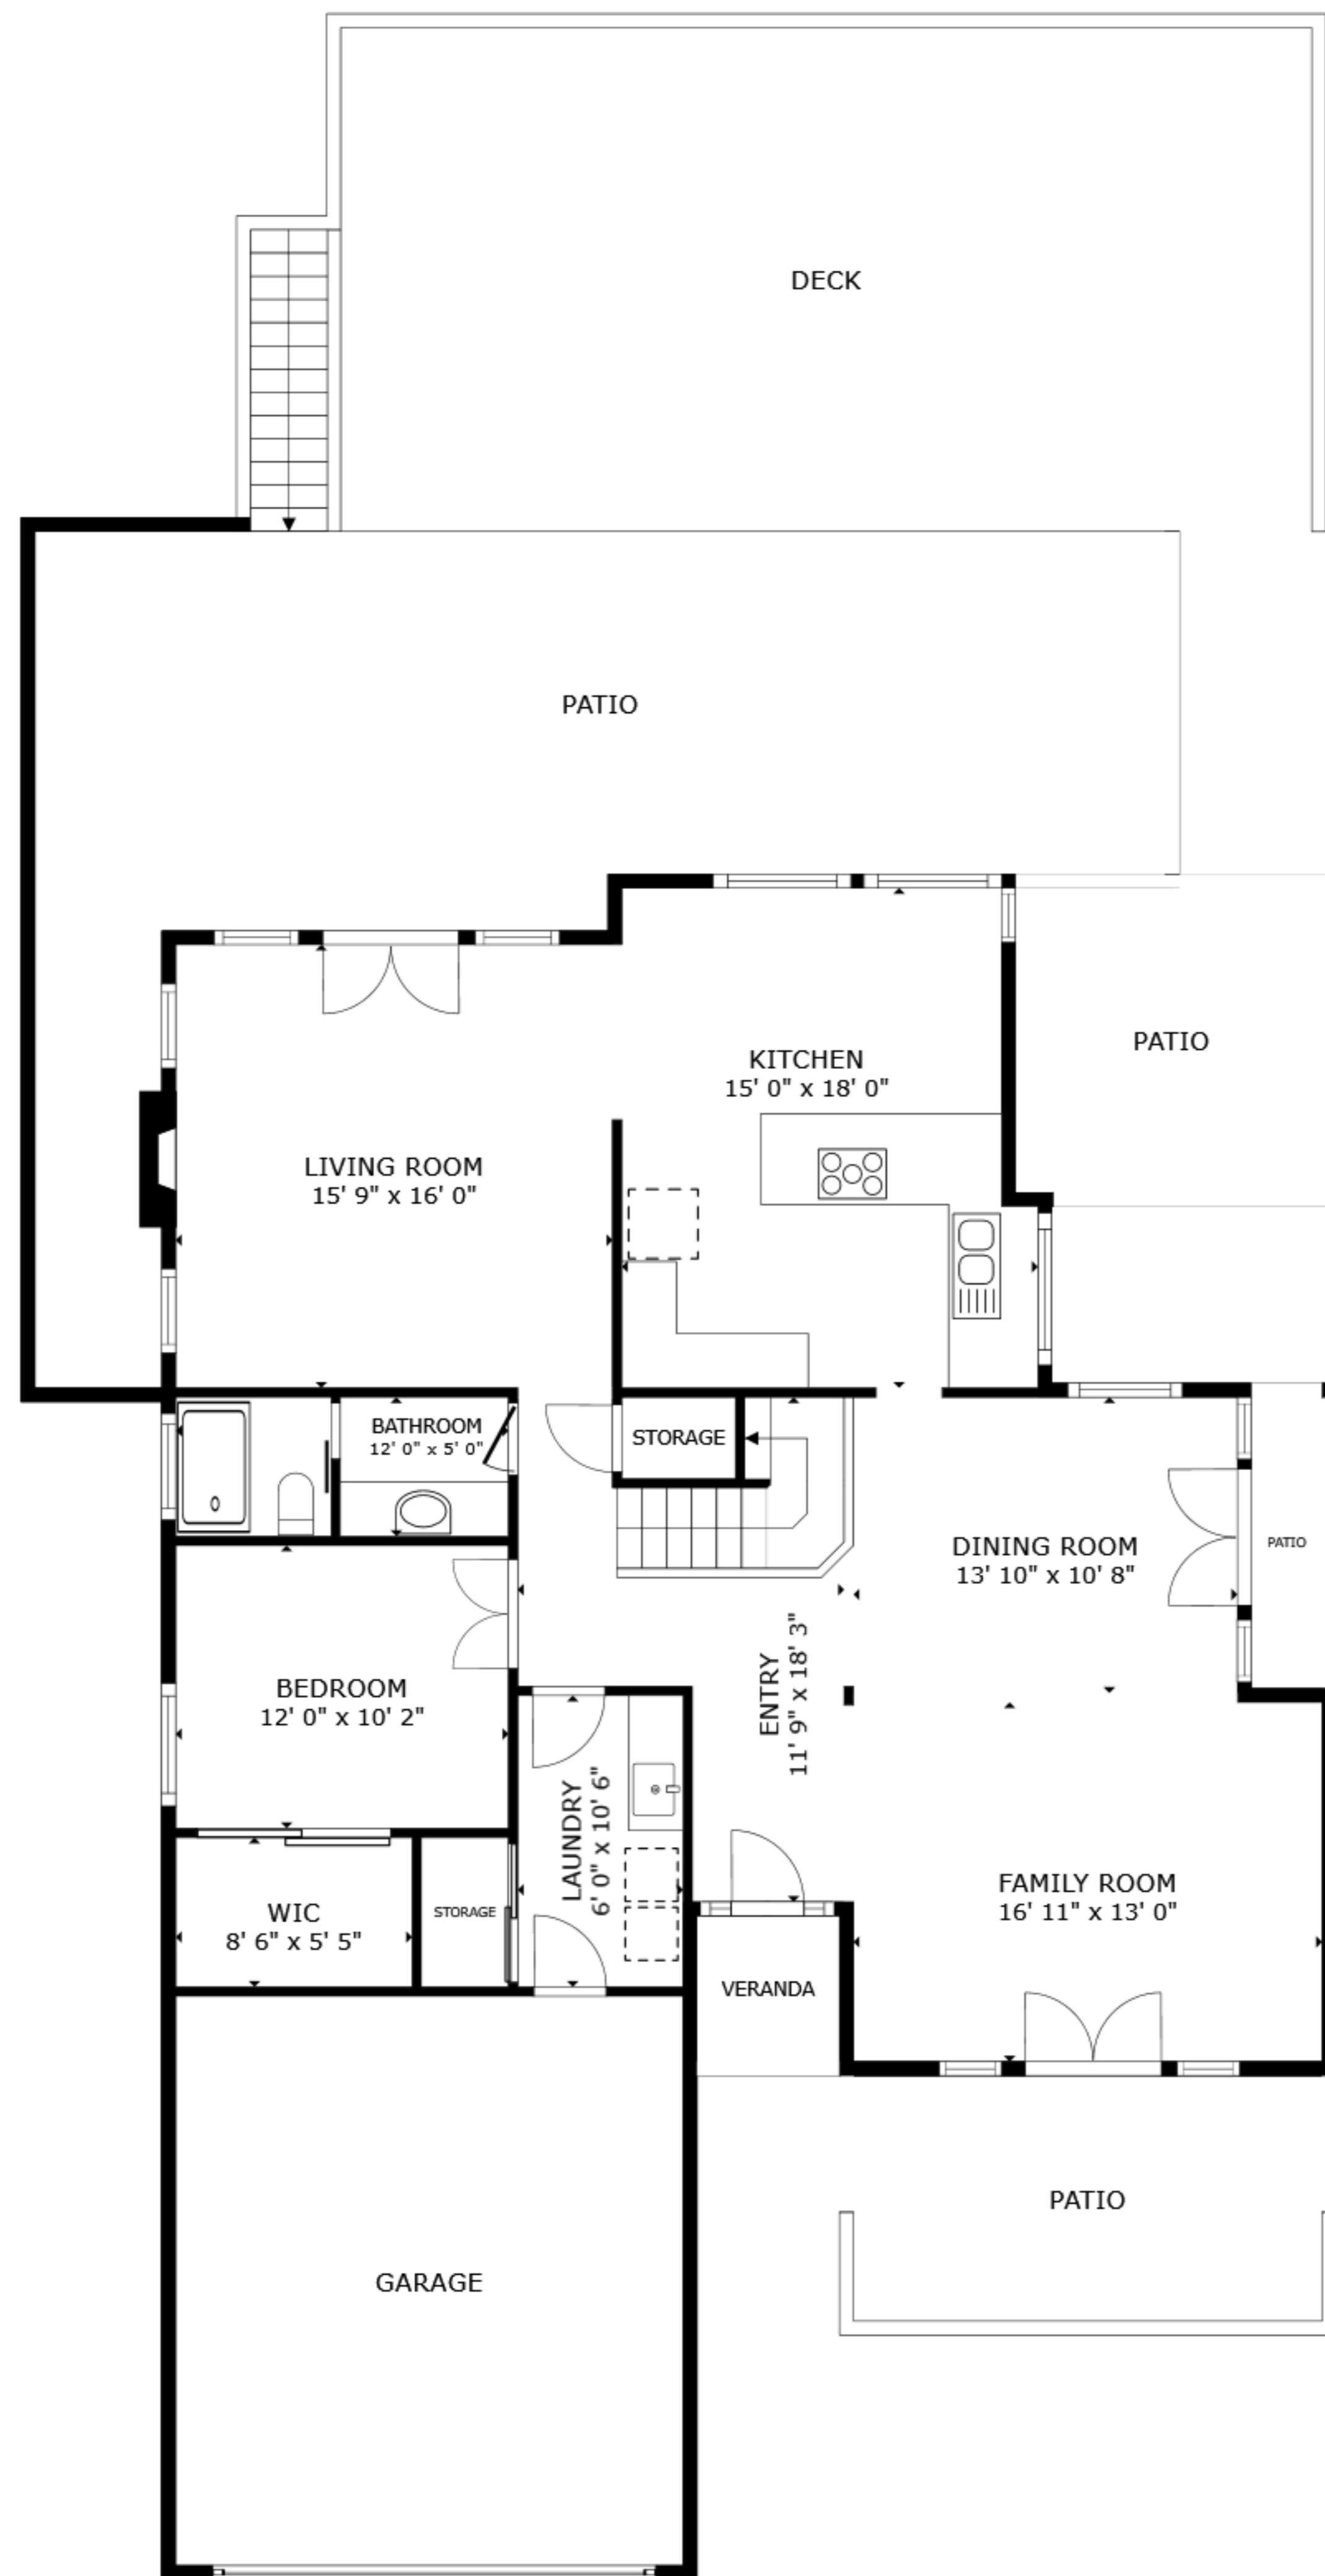 DECK
PATIO
PATIO
KITCHEN
15' 0" x 18' 0"
LIVING ROOM
15' 9" x 16' 0"
BATHROOM
12' 0" x 5' 0"
STORAGE
DINING ROOM
13' 10" x 10' 8"
PATIO
BEDROOM
12' 0" x 10' 2"
ENTRY
11' 9" x 18' 3"
LAUNDRY
6' 0" x 10' 6"
WIC
8' 6" x 5' 5"
STORAGE
FAMILY ROOM
16' 11" x 13' 0"
VERANDA
PATIO
GARAGE